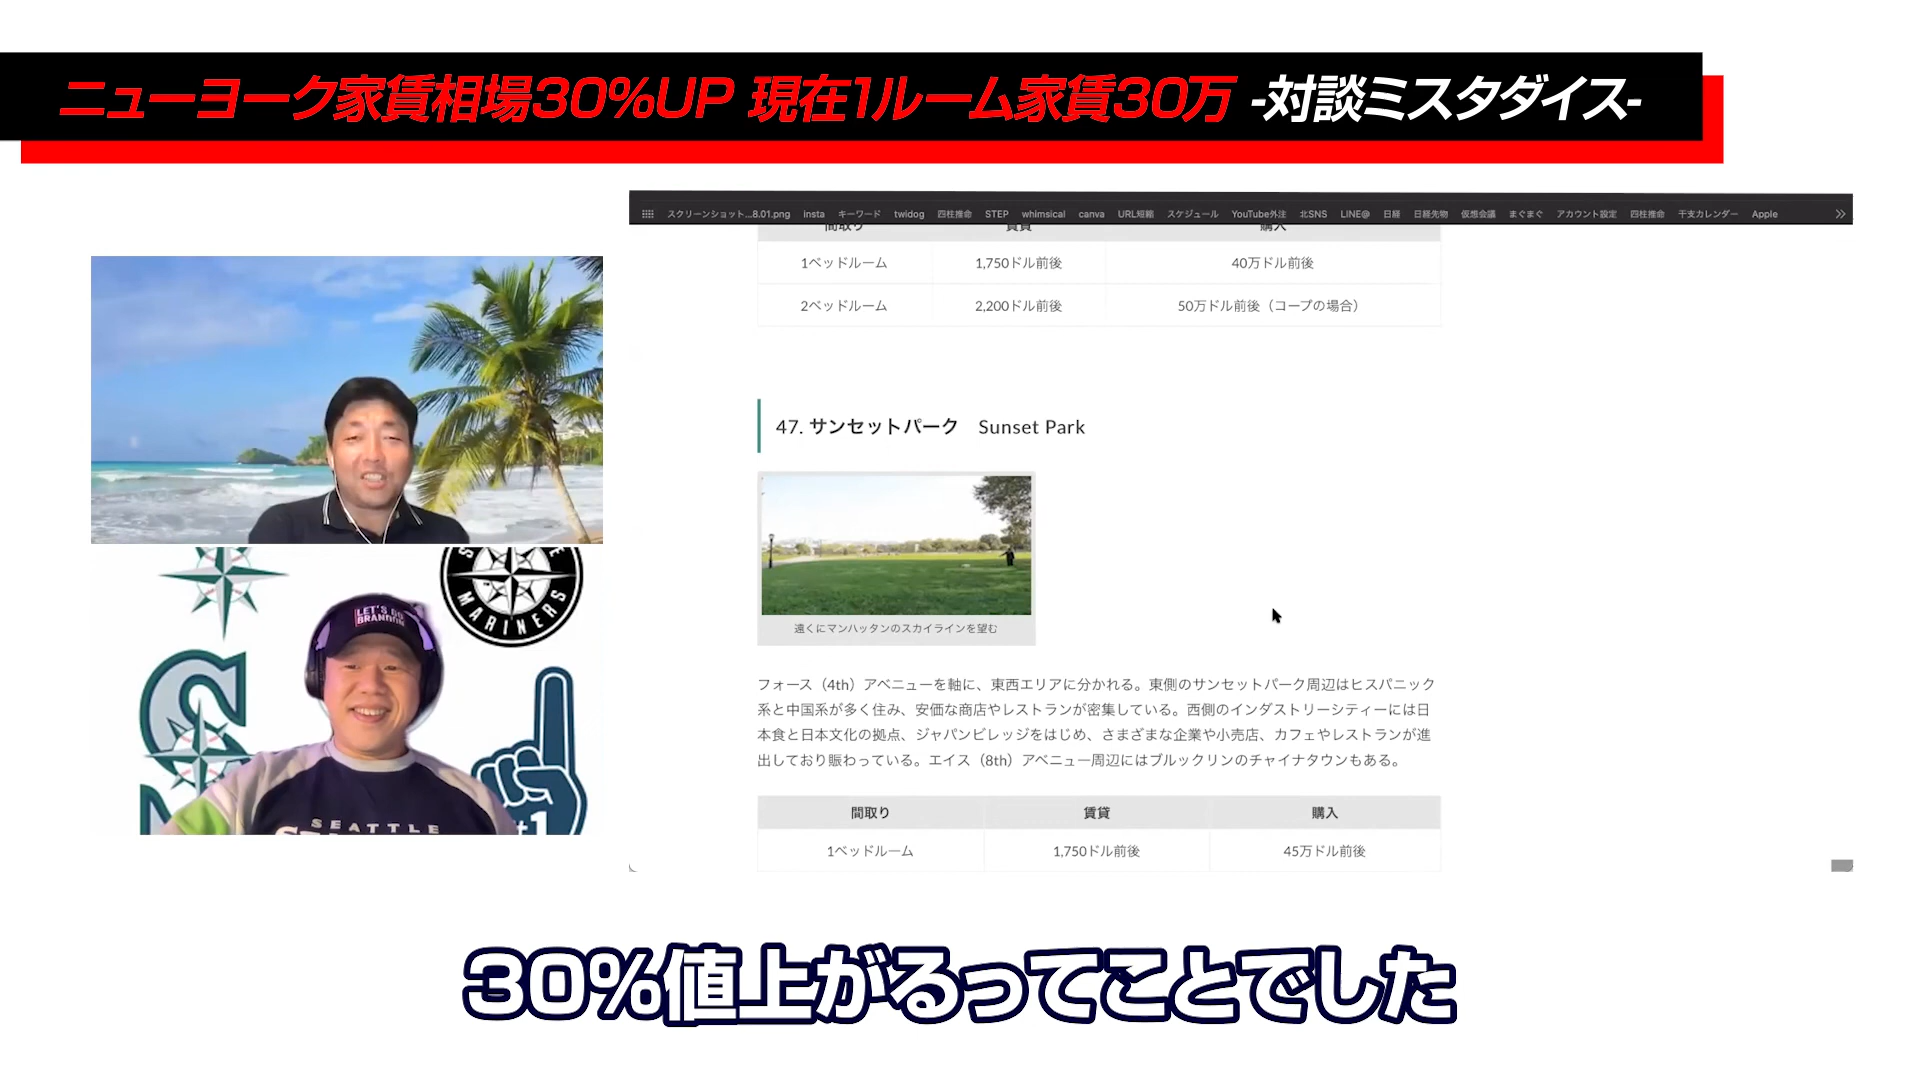 ニューヨーク家賃相場30%UP 現在1ルーム家賃30万 -対談ミスタダイス-
スクリーンショット...8.01.png insta キーワード twidog 四柱推命 STEP whimsical canva URL短縮 スケジュール YouTube外注 北SNS LINE@ 日経 日経先物 仮想会議 まぐまぐ アカウント設定 四柱推命 干支カレンダー Apple
間取り 賃貸 購入
1ベッドルーム 1,750ドル前後 40万ドル前後
2ベッドルーム 2,200ドル前後 50万ドル前後（コープの場合）
47. サンセットパーク Sunset Park
遠くにマンハッタンのスカイラインを望む
フォース（4th）アベニューを軸に、東西エリアに分かれる。東側のサンセットパーク周辺はヒスパニック
系と中国系が多く住み、安価な商店やレストランが密集している。西側のインダストリーシティーには日
本食と日本文化の拠点、ジャパンビレッジをはじめ、さまざまな企業や小売店、カフェやレストランが進
出しており賑わっている。エイス（8th）アベニュー周辺にはブルックリンのチャイナタウンもある。
間取り 賃貸 購入
1ベッドルーム 1,750ドル前後 45万ドル前後
MARINERS
LET'S GO
BRANDON
S
SEATTLE
#1
30%値上がるってことでした